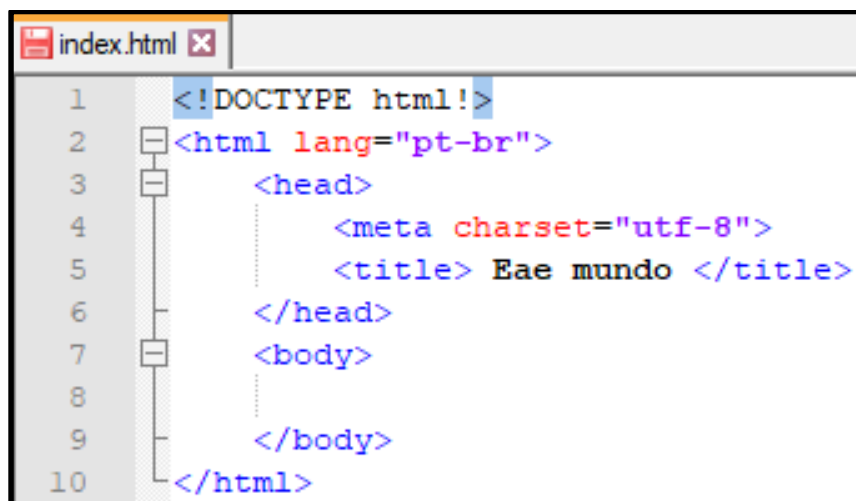 index.html
1 <!DOCTYPE html!>
2 <html lang="pt-br">
3 <head>
4 <meta charset="utf-8">
5 <title> Eae mundo </title>
6 </head>
7 <body>
8
9 </body>
10 </html>